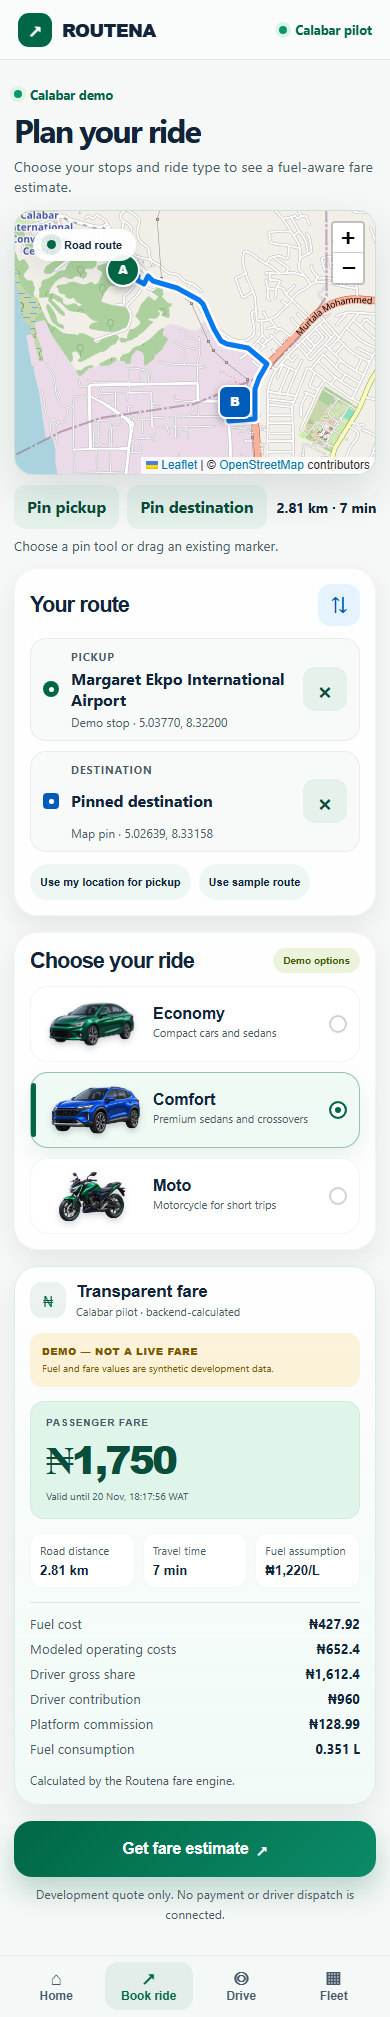 ROUTENA
Calabar pilot
Calabar demo
Plan your ride
Choose your stops and ride type to see a fuel-aware fare
estimate.
Calabar
International
Road route
A
B
+
−
Murtala Mohammed
Leaflet | © OpenStreetMap contributors
Pin pickup
Pin destination
2.81 km · 7 min
Choose a pin tool or drag an existing marker.
Your route
PICKUP
Margaret Ekpo International
Airport
Demo stop · 5.03770, 8.32200
×
DESTINATION
Pinned destination
Map pin · 5.02639, 8.33158
×
Use my location for pickup
Use sample route
Choose your ride
Demo options
Economy
Compact cars and sedans
Comfort
Premium sedans and crossovers
Moto
Motorcycle for short trips
₦
Transparent fare
Calabar pilot · backend-calculated
DEMO — NOT A LIVE FARE
Fuel and fare values are synthetic development data.
PASSENGER FARE
₦1,750
Valid until 20 Nov, 18:17:56 WAT
Road distance
2.81 km
Travel time
7 min
Fuel assumption
₦1,220/L
Fuel cost ₦427.92
Modeled operating costs ₦652.4
Driver gross share ₦1,612.4
Driver contribution ₦960
Platform commission ₦128.99
Fuel consumption 0.351 L
Calculated by the Routena fare engine.
Get fare estimate ↗
Development quote only. No payment or driver dispatch is
connected.
Home
Book ride
Drive
Fleet